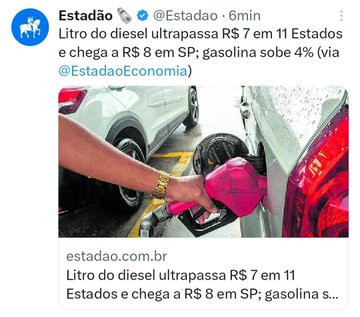 Estadão 🗞️ @Estadao · 6min
Litro do diesel ultrapassa R$ 7 em 11 Estados
e chega a R$ 8 em SP; gasolina sobe 4% (via
@EstadaoEconomia)
estadao.com.br
Litro do diesel ultrapassa R$ 7 em 11
Estados e chega a R$ 8 em SP; gasolina s...